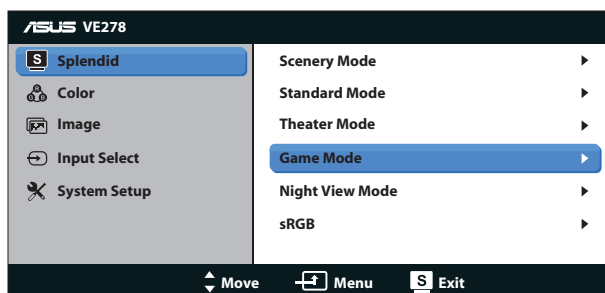 ASUS VE278
S Splendid
Color
Image
Input Select
System Setup
Scenery Mode
Standard Mode
Theater Mode
Game Mode
Night View Mode
sRGB
Move Menu S Exit